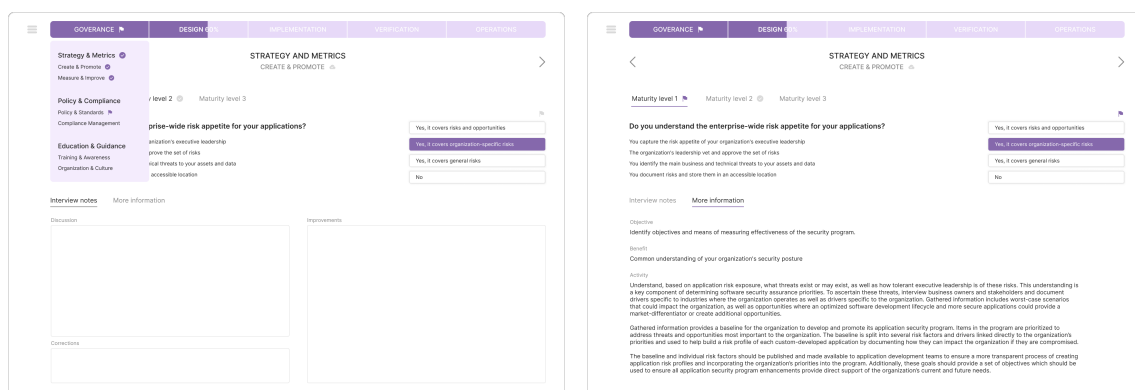 GOVERNANCE
DESIGN 60%
IMPLEMENTATION
VERIFICATION
OPERATIONS
Strategy & Metrics
Create & Promote
Measure & Improve
Policy & Compliance
Policy & Standards
Compliance Management
Education & Guidance
Training & Awareness
Organization & Culture
STRATEGY AND METRICS
CREATE & PROMOTE
y level 2
Maturity level 3
prise-wide risk appetite for your applications?
anization's executive leadership
prove the set of risks
nical threats to your assets and data
accessible location
Yes, it covers risks and opportunities
Yes, it covers organization-specific risks
Yes, it covers general risks
No
Interview notes
More information
Discussion
Improvements
Corrections
GOVERNANCE
DESIGN 60%
IMPLEMENTATION
VERIFICATION
OPERATIONS
STRATEGY AND METRICS
CREATE & PROMOTE
Maturity level 1
Maturity level 2
Maturity level 3
Do you understand the enterprise-wide risk appetite for your applications?
You capture the risk appetite of your organization's executive leadership
The organization's leadership vet and approve the set of risks
You identify the main business and technical threats to your assets and data
You document risks and store them in an accessible location
Yes, it covers risks and opportunities
Yes, it covers organization-specific risks
Yes, it covers general risks
No
Interview notes
More information
Objective
Identify objectives and means of measuring effectiveness of the security program.
Benefit
Common understanding of your organization's security posture
Activity
Understand, based on application risk exposure, what threats exist or may exist, as well as how tolerant executive leadership is of these risks. This understanding is
a key component of determining software security assurance priorities. To ascertain these threats, interview business owners and stakeholders and document
drivers specific to industries where the organization operates as well as drivers specific to the organization. Gathered information includes worst-case scenarios
that could impact the organization, as well as opportunities where an optimized software development lifecycle and more secure applications could provide a
market-differentiator or create additional opportunities.
Gathered information provides a baseline for the organization to develop and promote its application security program. Items in the program are prioritized to
address threats and opportunities most important to the organization. The baseline is split into several risk factors and drivers linked directly to the organization's
priorities and used to help build a risk profile of each custom-developed application by documenting how they can impact the organization if they are compromised.
The baseline and individual risk factors should be published and made available to application development teams to ensure a more transparent process of creating
application risk profiles and incorporating the organization's priorities into the program. Additionally, these goals should provide a set of objectives which should be
used to ensure all application security program enhancements provide direct support of the organization's current and future needs.